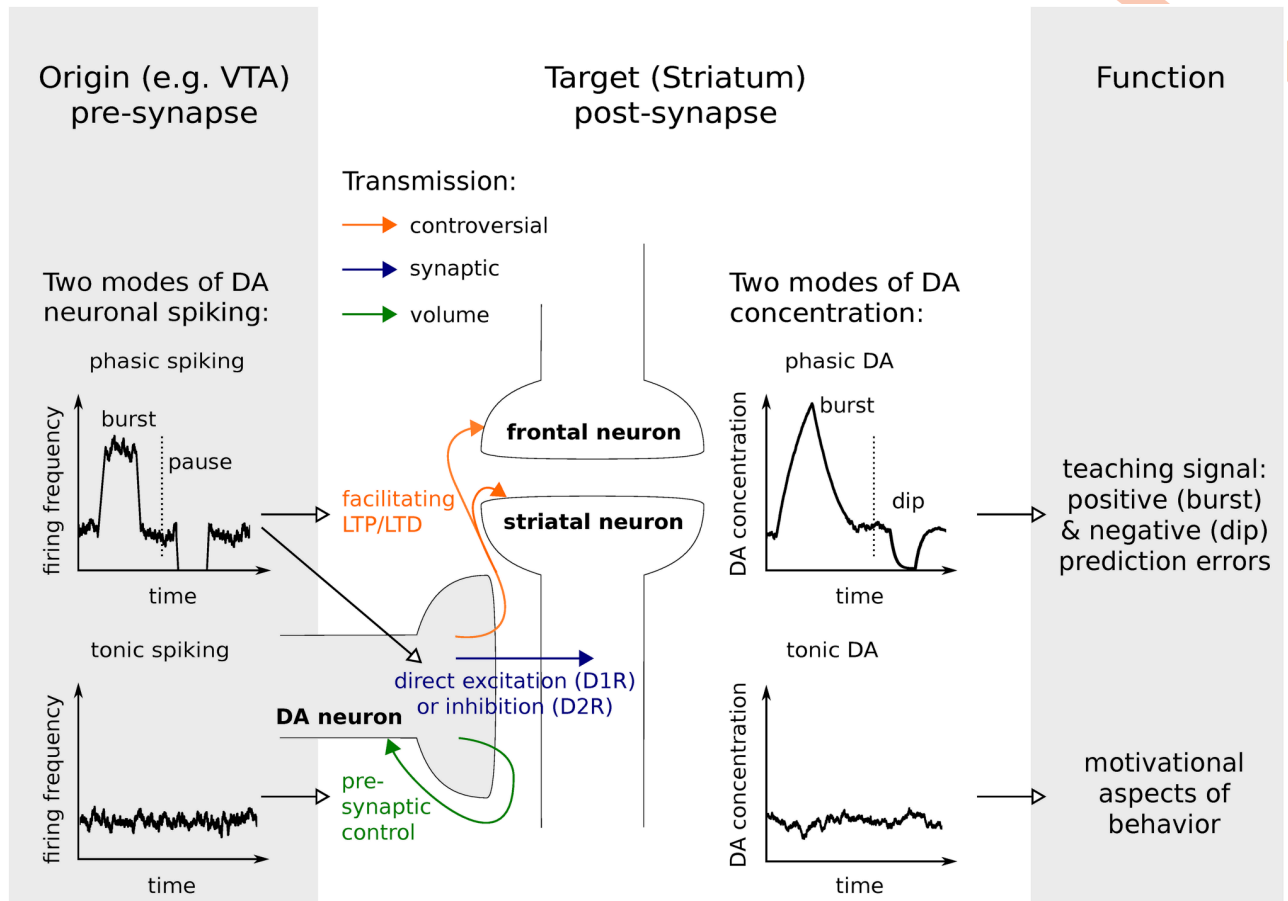 Origin (e.g. VTA)
pre-synapse
Target (Striatum)
post-synapse
Function
Transmission:
controversial
synaptic
volume
Two modes of DA
neuronal spiking:
phasic spiking
firing frequency
burst
pause
time
tonic spiking
firing frequency
time
facilitating
LTP/LTD
frontal neuron
striatal neuron
direct excitation (D1R)
or inhibition (D2R)
DA neuron
pre-
synaptic
control
Two modes of DA
concentration:
phasic DA
DA concentration
burst
dip
time
tonic DA
DA concentration
time
teaching signal:
positive (burst)
& negative (dip)
prediction errors
motivational
aspects of
behavior